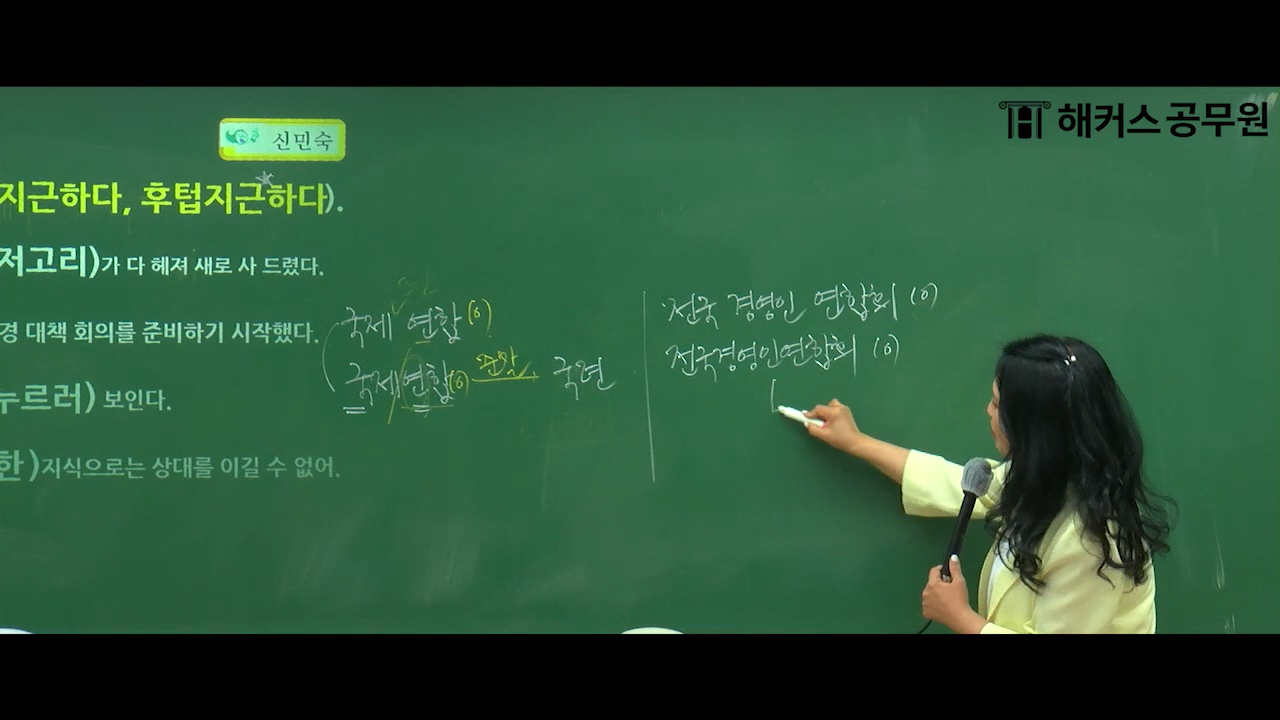 해커스 공무원
신민숙
지근하다, 후텁지근하다).
저고리)가 다 헤져 새로 사 드렸다.
경 대책 회의를 준비하기 시작했다.
누르러) 보인다.
한)지식으로는 상대를 이길 수 없어.
국제 연합(ㅇ)
국제/연합(ㅇ) 준말 국련
전국 경영인 연합회 (ㅇ)
전국경영인연합회 (ㅇ)